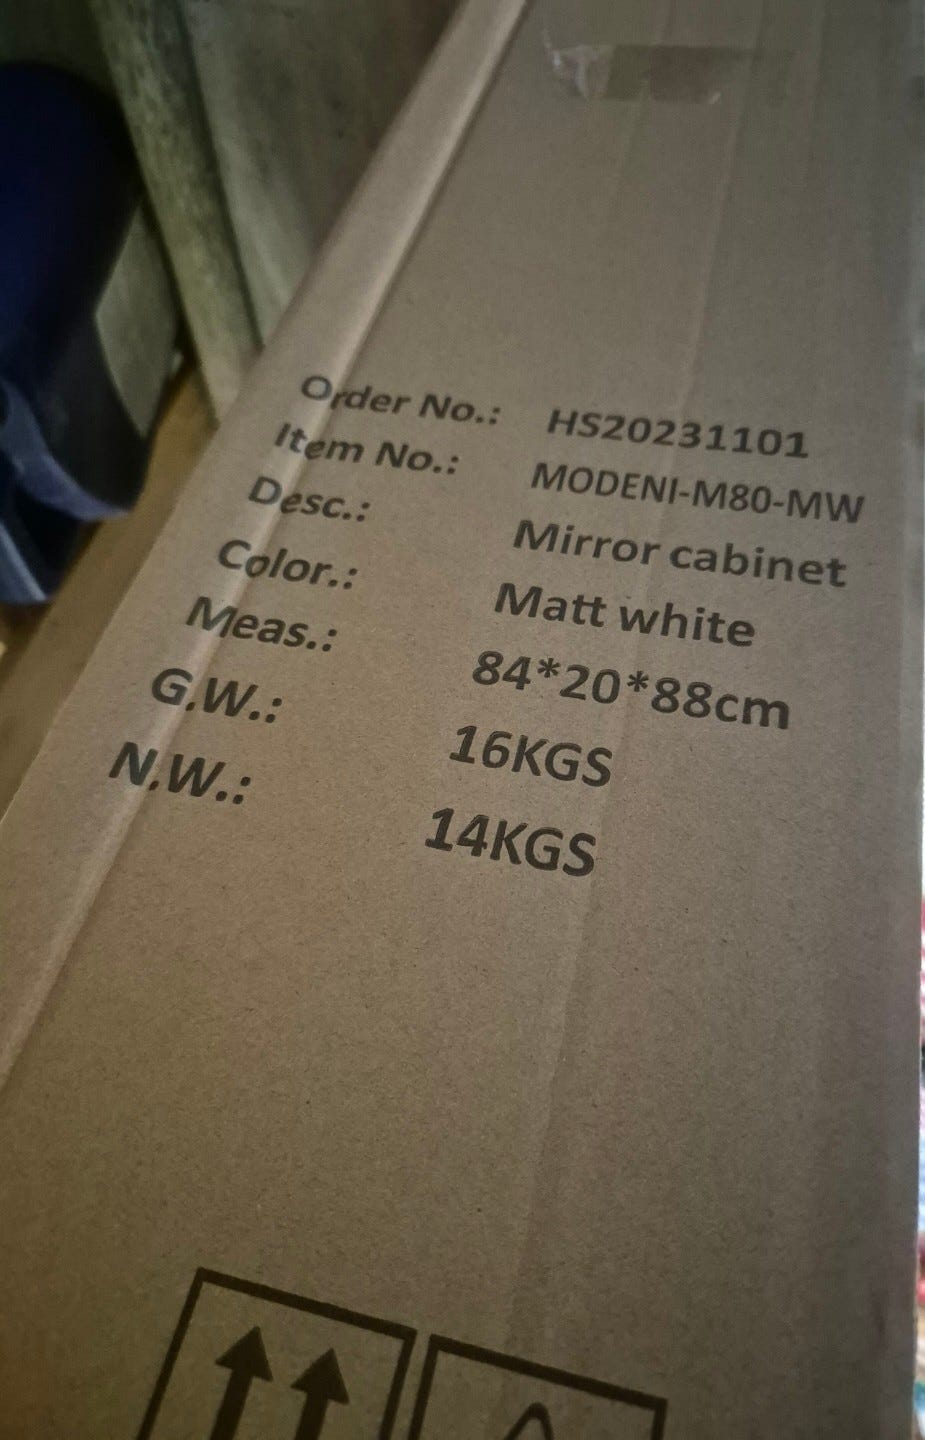 Order No.: HS20231101
Item No.: MODENI-M80-MW
Desc.: Mirror cabinet
Color.: Matt white
Meas.: 84*20*88cm
G.W.: 16KGS
N.W.: 14KGS